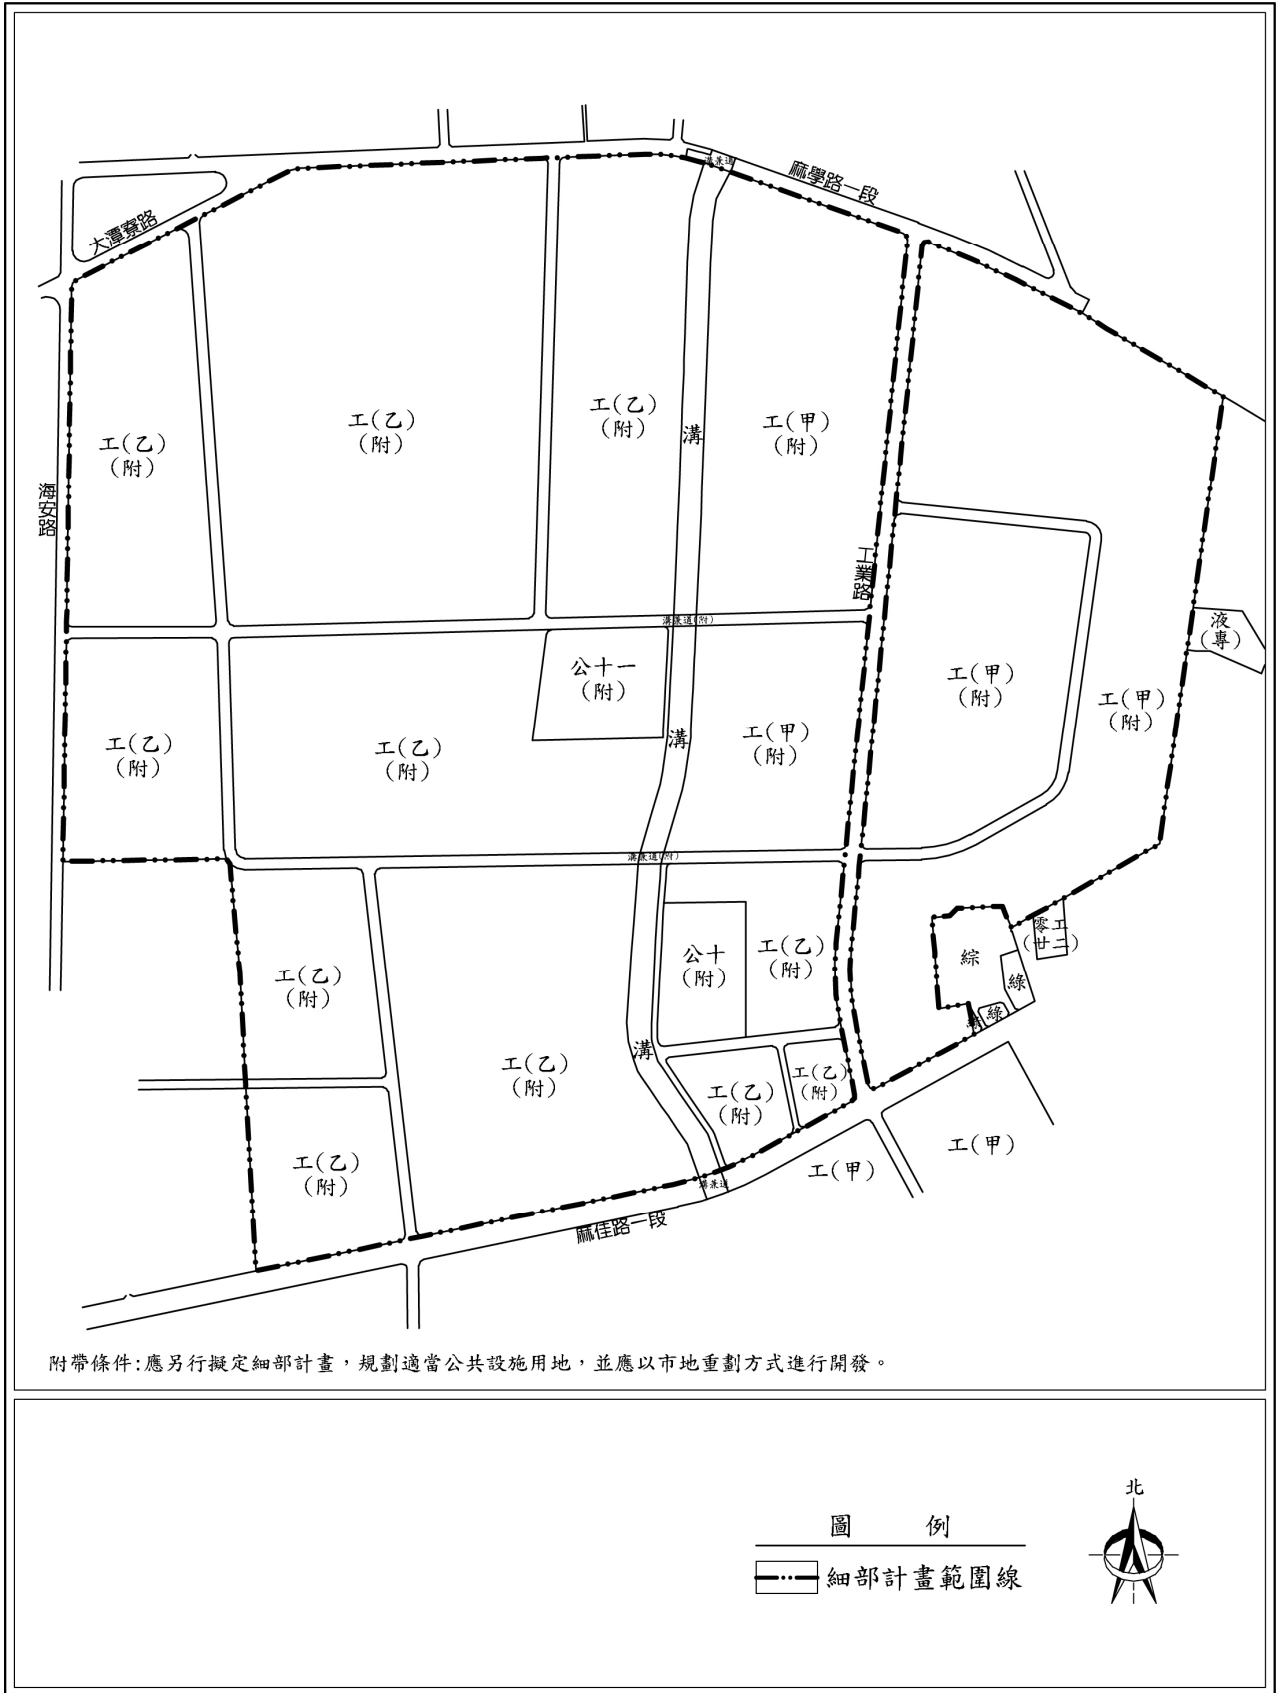 溝兼道
麻學路一段
大潭寮路
工(乙)
(附)
工(乙)
(附)
工(乙)
(附)
溝
工(甲)
(附)
海安路
工業路
溝兼道(附)
液
(專)
公十一
(附)
工(甲)
(附)
工(甲)
(附)
工(乙)
(附)
工(乙)
(附)
溝
工(甲)
(附)
溝兼道(附)
零工
(廿二)
公十
(附)
工(乙)
(附)
綜
綠
綠
工(乙)
(附)
溝
工(乙)
(附)
工(乙)
(附)
工(乙)
(附)
工(乙)
(附)
溝兼道
工(甲)
工(甲)
麻佳路一段
附帶條件:應另行擬定細部計畫,規劃適當公共設施用地,並應以市地重劃方式進行開發。
北
圖 例
細部計畫範圍線